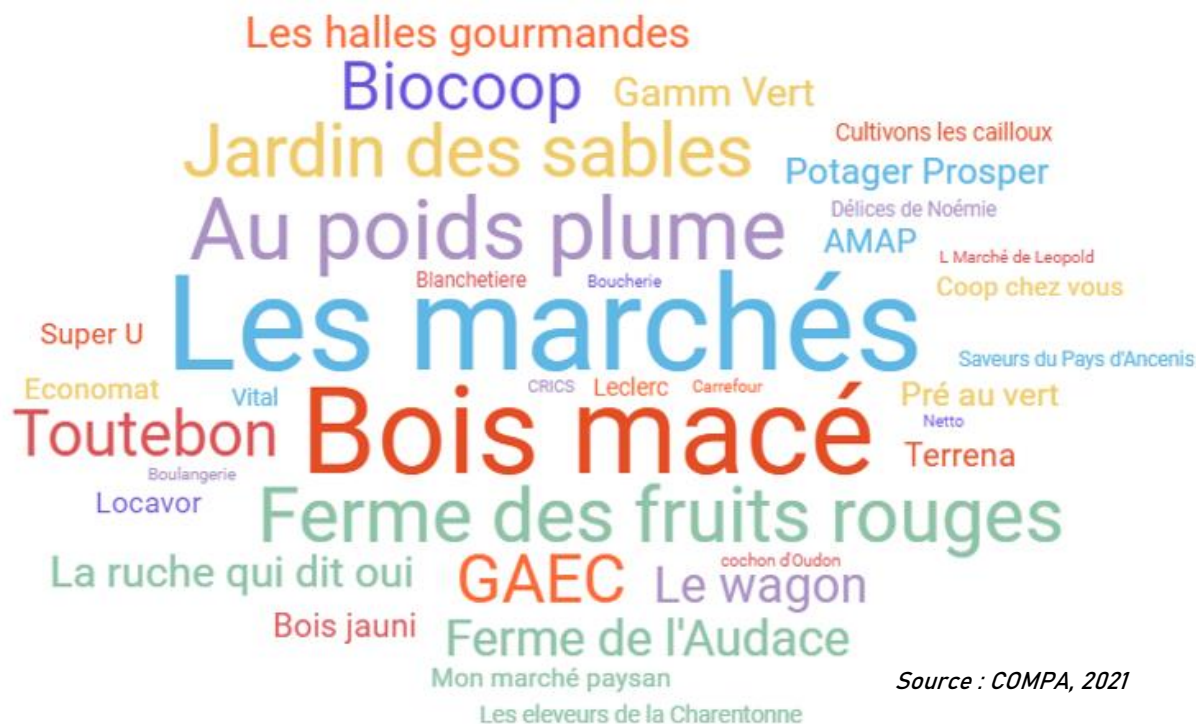 Les halles gourmandes
Biocoop
Gamm Vert
Jardin des sables
Cultivons les cailloux
Potager Prosper
Au poids plume
Délices de Noémie
AMAP
L Marché de Leopold
Blanchetiere
Boucherie
Coop chez vous
Les marchés
Super U
Saveurs du Pays d'Ancenis
Economat
Vital
CRICS
Leclerc
Carrefour
Pré au vert
Netto
Toutebon
Bois macé
Terrena
Boulangerie
Locavor
Ferme des fruits rouges
La ruche qui dit oui
GAEC
cochon d'Oudon
Le wagon
Bois jauni
Ferme de l'Audace
Mon marché paysan
Source : COMPA, 2021
Les eleveurs de la Charentonne